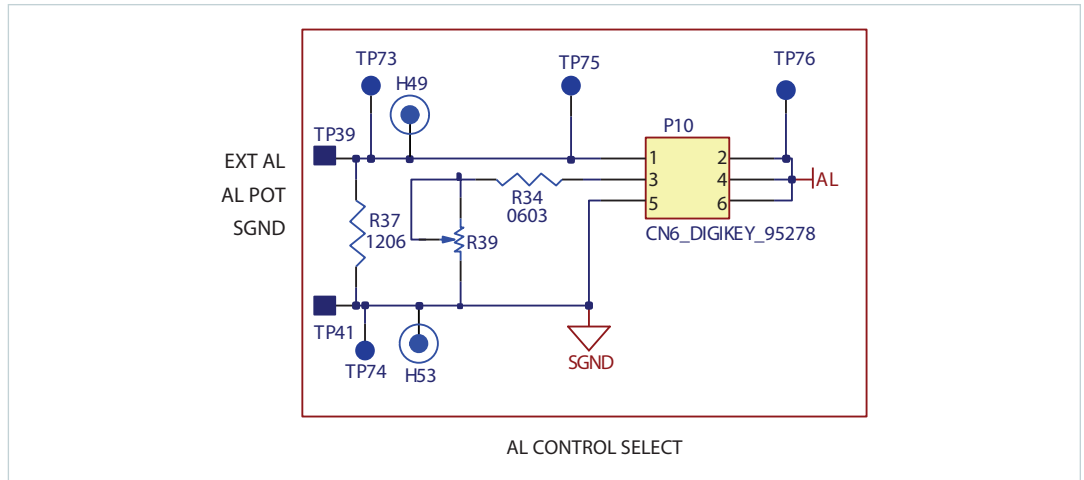 TP73
H49
TP75
TP76
P10
TP39
EXT AL
AL POT
SGND
R37
1206
R34
0603
R39
1
2
3
4
5
6
AL
CN6_DIGIKEY_95278
TP41
TP74
H53
SGND
AL CONTROL SELECT